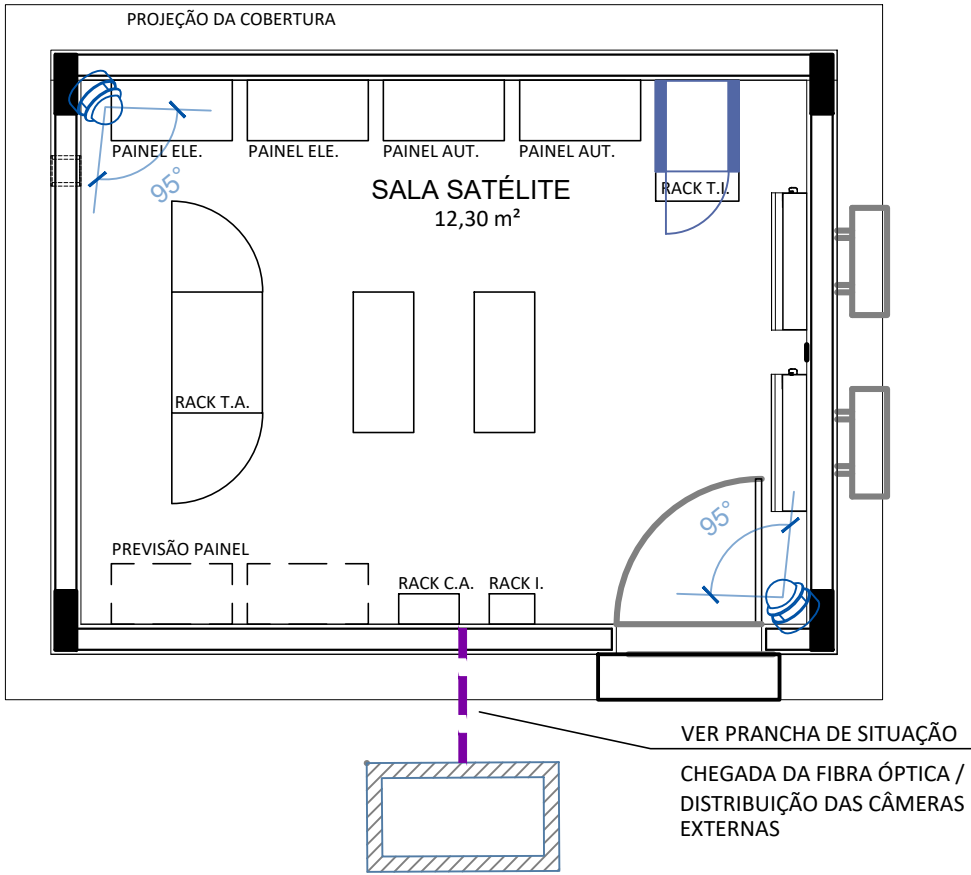 PROJEÇÃO DA COBERTURA
PAINEL ELE.
PAINEL ELE.
PAINEL AUT.
PAINEL AUT.
95°
SALA SATÉLITE
12,30 m²
RACK T.I.
RACK T.A.
95°
PREVISÃO PAINEL
RACK C.A.
RACK I.
VER PRANCHA DE SITUAÇÃO
CHEGADA DA FIBRA ÓPTICA /
DISTRIBUIÇÃO DAS CÂMERAS
EXTERNAS